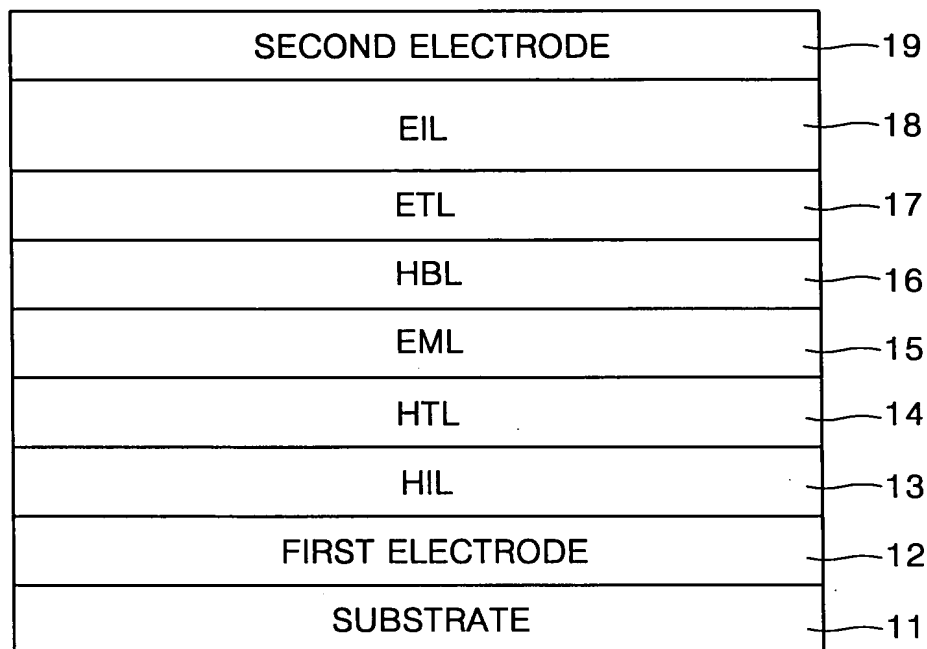 SECOND ELECTRODE 19
EIL 18
ETL 17
HBL 16
EML 15
HTL 14
HIL 13
FIRST ELECTRODE 12
SUBSTRATE 11